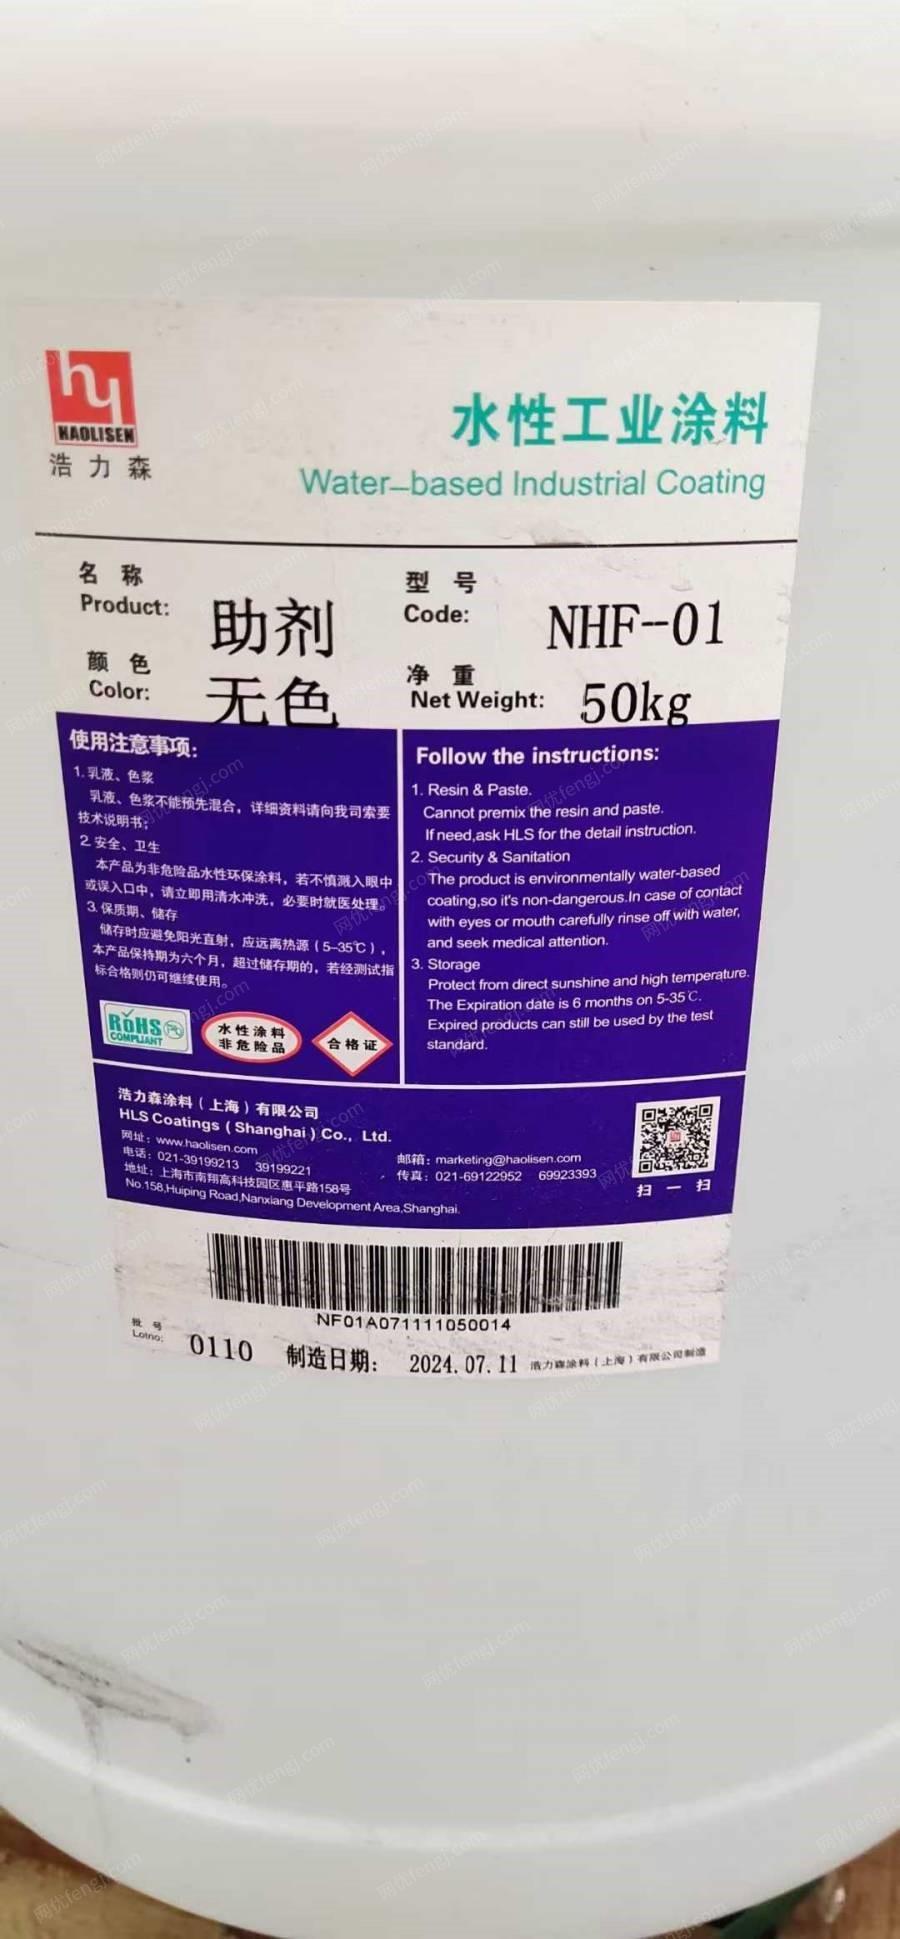 hy
HAOLISEN
浩力森
水性工业涂料
Water-based Industrial Coating
名 称
Product:
助剂
型 号
Code:
NHF-01
颜 色
Color:
无色
净 重
Net Weight:
50kg
使用注意事项:
1. 乳液、色浆
乳液、色浆不能预先混合，详细资料请向我司索要
技术说明书;
2. 安全、卫生
本产品为非危险品水性环保涂料，若不慎溅入眼中
或误入口中，请立即用清水冲洗，必要时就医处理。
3. 保质期、储存
储存时应避免阳光直射，应远离热源（5-35℃），
本产品保持期为六个月，超过储存期的，若经测试指
标合格则仍可继续使用。
RoHS
COMPLIANT
水性涂料
非危险品
合格证
Follow the instructions:
1. Resin & Paste.
Cannot premix the resin and paste.
If need,ask HLS for the detail instruction.
2. Security & Sanitation
The product is environmentally water-based
coating,so it's non-dangerous.In case of contact
with eyes or mouth carefully rinse off with water,
and seek medical attention.
3. Storage
Protect from direct sunshine and high temperature.
The Expiration date is 6 months on 5-35℃.
Expired products can still be used by the test
standard.
浩力森涂料（上海）有限公司
HLS Coatings (Shanghai) Co., Ltd.
网址: www.haolisen.com
电话: 021-39199213 39199221
地址: 上海市南翔高科技园区惠平路158号
No.158,Huiping Road,Nanxiang Development Area,Shanghai.
邮箱: marketing@haolisen.com
传真: 021-69122952 69923393
扫一扫
NF01A071111050014
批 号
Lotno:
0110
制造日期:
2024.07.11
浩力森涂料（上海）有限公司制造
网优fengj.com